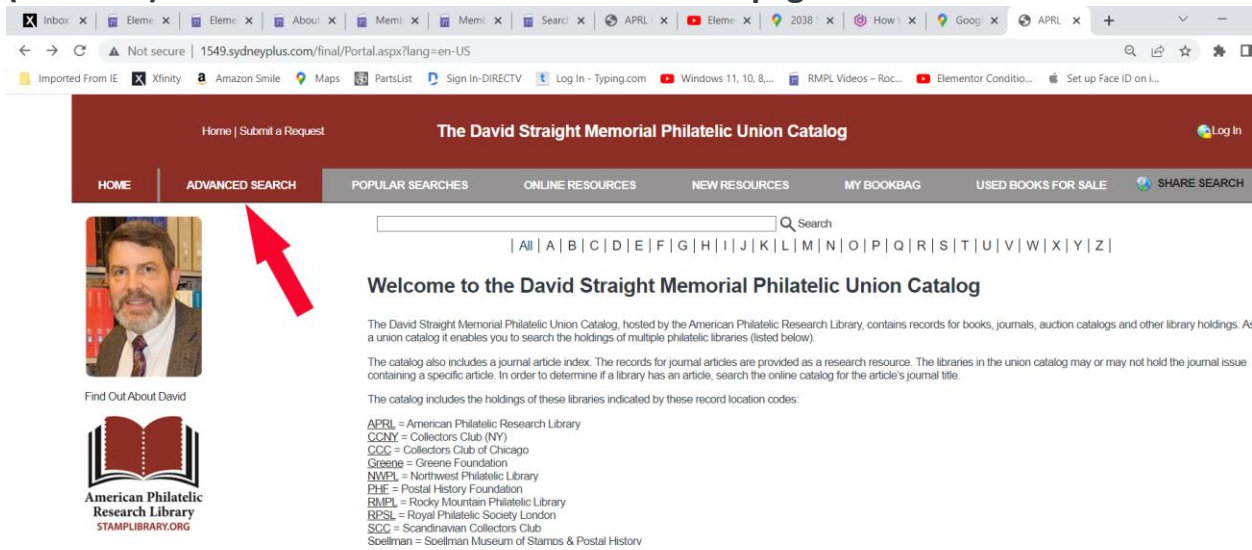 Inbox
Eleme
Eleme
About
Memb
Memb
Search
APRL
Eleme
2038
How t
Goog
APRL
Not secure | 1549.sydneyplus.com/final/Portal.aspx?lang=en-US
Imported From IE Xfinity Amazon Smile Maps PartsList Sign In-DIRECTV Log In - Typing.com Windows 11, 10, 8,... RMPL Videos – Roc... Elementor Conditio... Set up Face ID on i...
Home | Submit a Request The David Straight Memorial Philatelic Union Catalog Log In
HOME ADVANCED SEARCH POPULAR SEARCHES ONLINE RESOURCES NEW RESOURCES MY BOOKBAG USED BOOKS FOR SALE SHARE SEARCH
Search
| All | A | B | C | D | E | F | G | H | I | J | K | L | M | N | O | P | Q | R | S | T | U | V | W | X | Y | Z |
Welcome to the David Straight Memorial Philatelic Union Catalog
The David Straight Memorial Philatelic Union Catalog, hosted by the American Philatelic Research Library, contains records for books, journals, auction catalogs and other library holdings. As
a union catalog it enables you to search the holdings of multiple philatelic libraries (listed below).
The catalog also includes a journal article index. The records for journal articles are provided as a research resource. The libraries in the union catalog may or may not hold the journal issue
containing a specific article. In order to determine if a library has an article, search the online catalog for the article's journal title.
The catalog includes the holdings of these libraries indicated by these record location codes:
APRL = American Philatelic Research Library
CCNY = Collectors Club (NY)
CCC = Collectors Club of Chicago
Greene = Greene Foundation
NWPL = Northwest Philatelic Library
PHF = Postal History Foundation
RMPL = Rocky Mountain Philatelic Library
RPSL = Royal Philatelic Society London
SCC = Scandinavian Collectors Club
Spellman = Spellman Museum of Stamps & Postal History
Find Out About David
American Philatelic
Research Library
STAMPLIBRARY.ORG